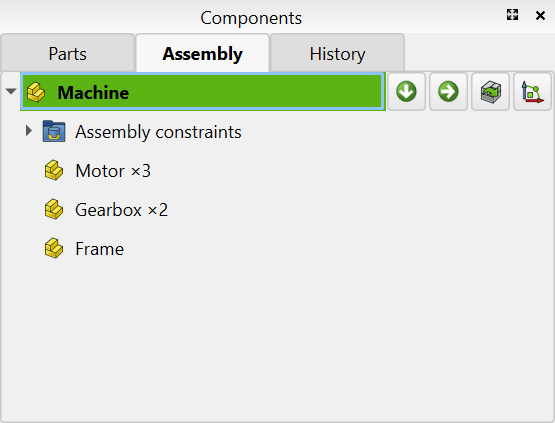 Components
Parts
Assembly
History
Machine
Assembly constraints
Motor ×3
Gearbox ×2
Frame